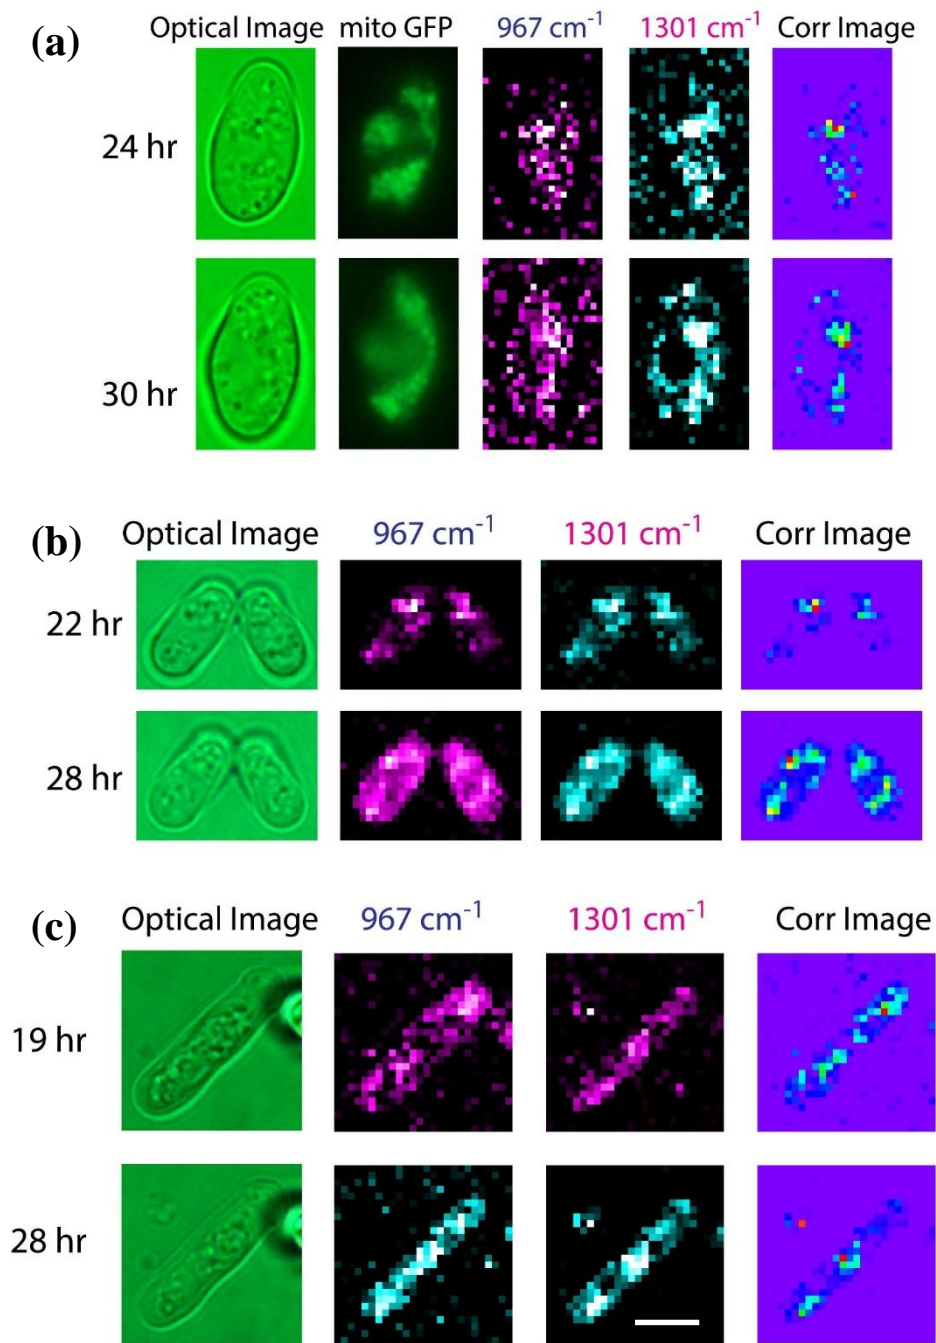 (a)
Optical Image mito GFP 967 cm⁻¹ 1301 cm⁻¹ Corr Image
24 hr
30 hr
(b)
Optical Image 967 cm⁻¹ 1301 cm⁻¹ Corr Image
22 hr
28 hr
(c)
Optical Image 967 cm⁻¹ 1301 cm⁻¹ Corr Image
19 hr
28 hr